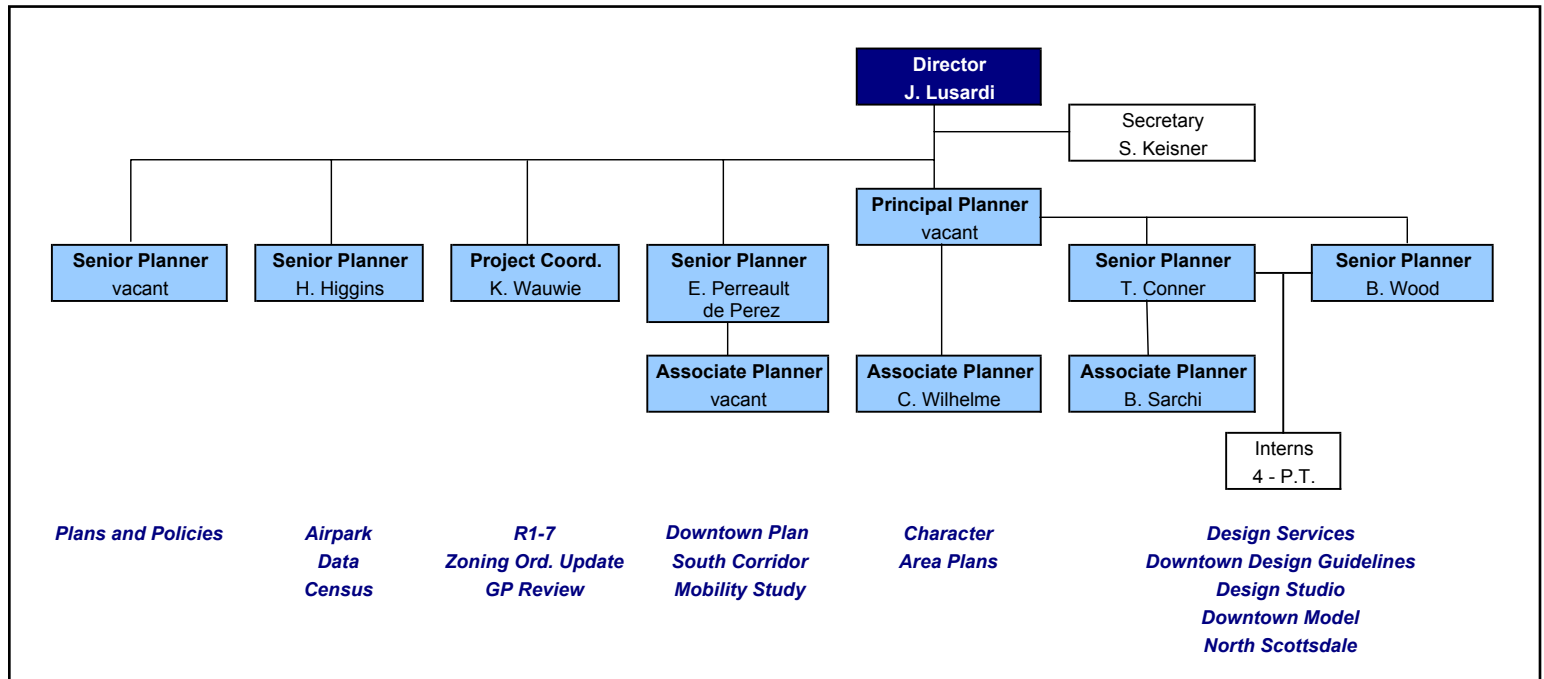 Director
J. Lusardi
Secretary
S. Keisner
Principal Planner
vacant
Senior Planner
vacant
Senior Planner
H. Higgins
Project Coord.
K. Wauwie
Senior Planner
E. Perreault
de Perez
Senior Planner
T. Conner
Senior Planner
B. Wood
Associate Planner
vacant
Associate Planner
C. Wilhelme
Associate Planner
B. Sarchi
Interns
4 - P.T.
Plans and Policies
Airpark
Data
Census
R1-7
Zoning Ord. Update
GP Review
Downtown Plan
South Corridor
Mobility Study
Character
Area Plans
Design Services
Downtown Design Guidelines
Design Studio
Downtown Model
North Scottsdale